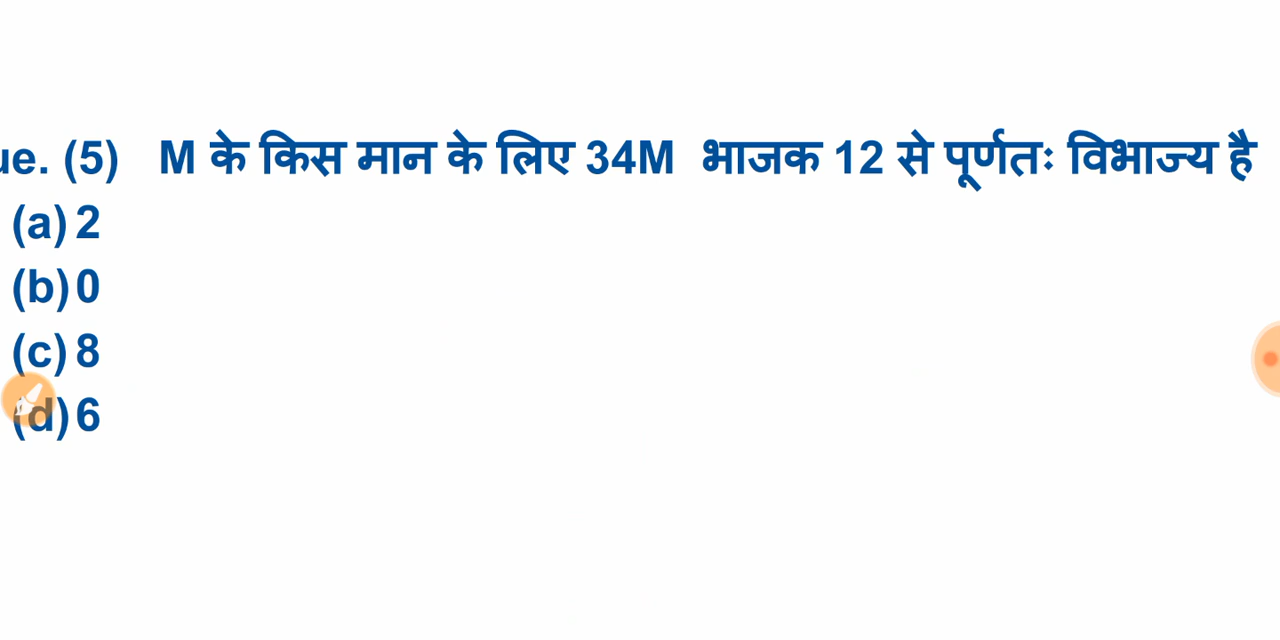 ue. (5) M के किस मान के लिए 34M भाजक 12 से पूर्णतः विभाज्य है
(a) 2
(b) 0
(c) 8
(d) 6